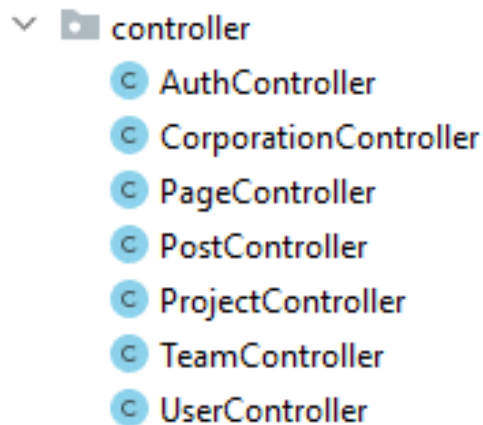 controller
C AuthController
C CorporationController
C PageController
C PostController
C ProjectController
C TeamController
C UserController